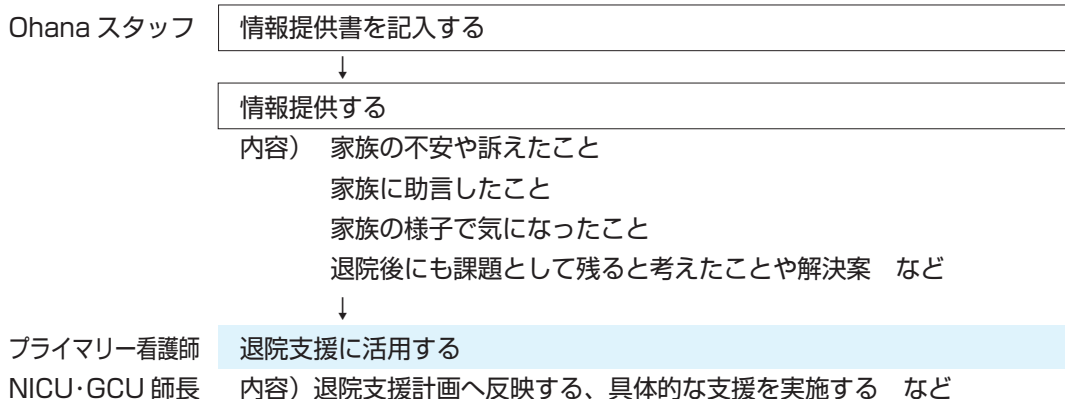 Ohana スタッフ 情報提供書を記入する
↓
情報提供する
内容） 家族の不安や訴えたこと
家族に助言したこと
家族の様子で気になったこと
退院後にも課題として残ると考えたことや解決案　など
↓
プライマリー看護師 退院支援に活用する
NICU･GCU 師長 内容）退院支援計画へ反映する、具体的な支援を実施する　など